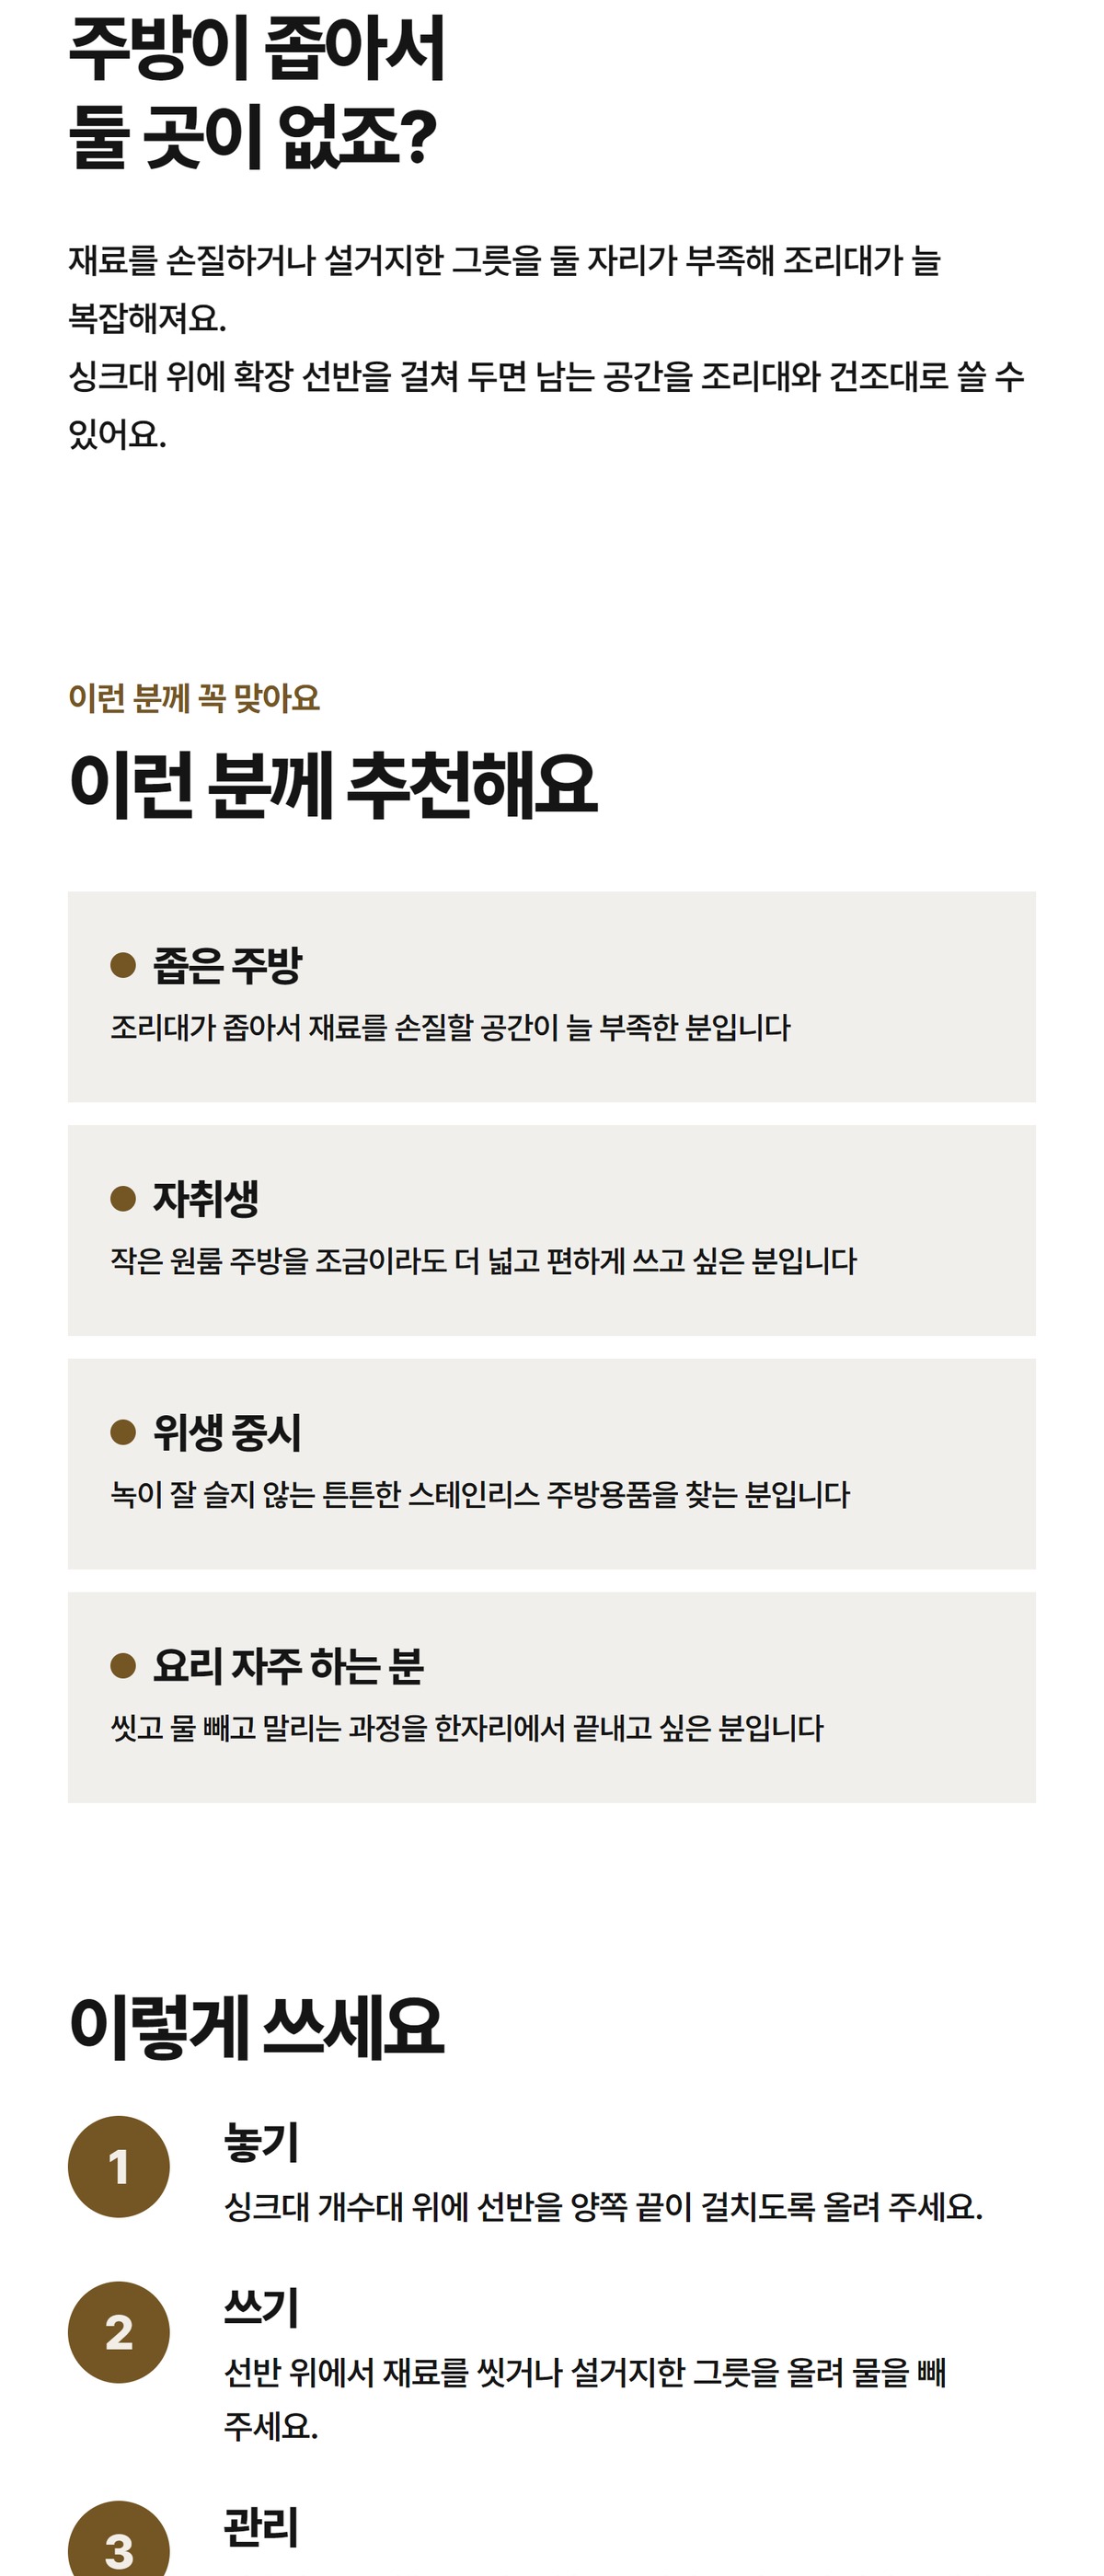 주방이 좁아서
둘 곳이 없죠?
재료를 손질하거나 설거지한 그릇을 둘 자리가 부족해 조리대가 늘
복잡해져요.
싱크대 위에 확장 선반을 걸쳐 두면 남는 공간을 조리대와 건조대로 쓸 수
있어요.
이런 분께 꼭 맞아요
이런 분께 추천해요
좁은 주방
조리대가 좁아서 재료를 손질할 공간이 늘 부족한 분입니다
자취생
작은 원룸 주방을 조금이라도 더 넓고 편하게 쓰고 싶은 분입니다
위생 중시
녹이 잘 슬지 않는 튼튼한 스테인리스 주방용품을 찾는 분입니다
요리 자주 하는 분
씻고 물 빼고 말리는 과정을 한자리에서 끝내고 싶은 분입니다
이렇게 쓰세요
1
놓기
싱크대 개수대 위에 선반을 양쪽 끝이 걸치도록 올려 주세요.
2
쓰기
선반 위에서 재료를 씻거나 설거지한 그릇을 올려 물을 빼
주세요.
3
관리